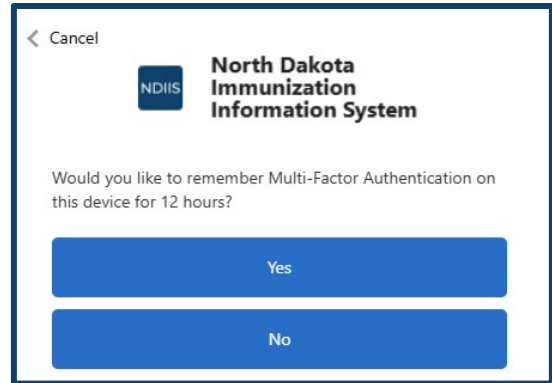 Cancel
NDIIS
North Dakota
Immunization
Information System
Would you like to remember Multi-Factor Authentication on
this device for 12 hours?
Yes
No